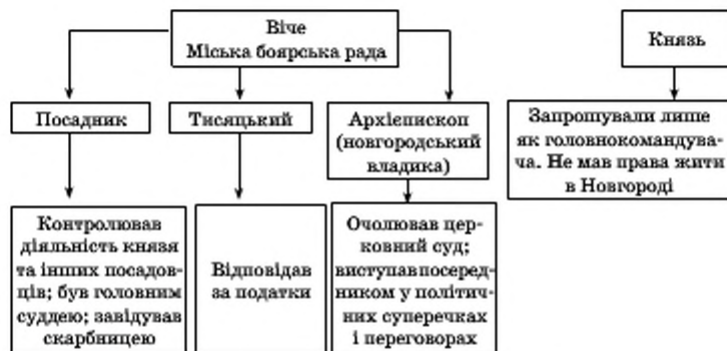 Віче
Міська боярська рада
Князь
Посадник
Тисяцький
Архієпископ
(новгородський
владика)
Запрошували лише
як головнокомандува-
ча. Не мав права жити
в Новгороді
Контролював
діяльність князя
та інших посадов-
ців; був головним
суддею; завідував
скарбницею
Відповідав
за податки
Очолював цер-
ковний суд;
виступав посеред-
ником у політич-
них суперечках
і переговорах